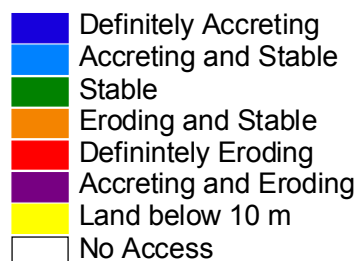 Definitely Accreting
Accreting and Stable
Stable
Eroding and Stable
Definintely Eroding
Accreting and Eroding
Land below 10 m
No Access